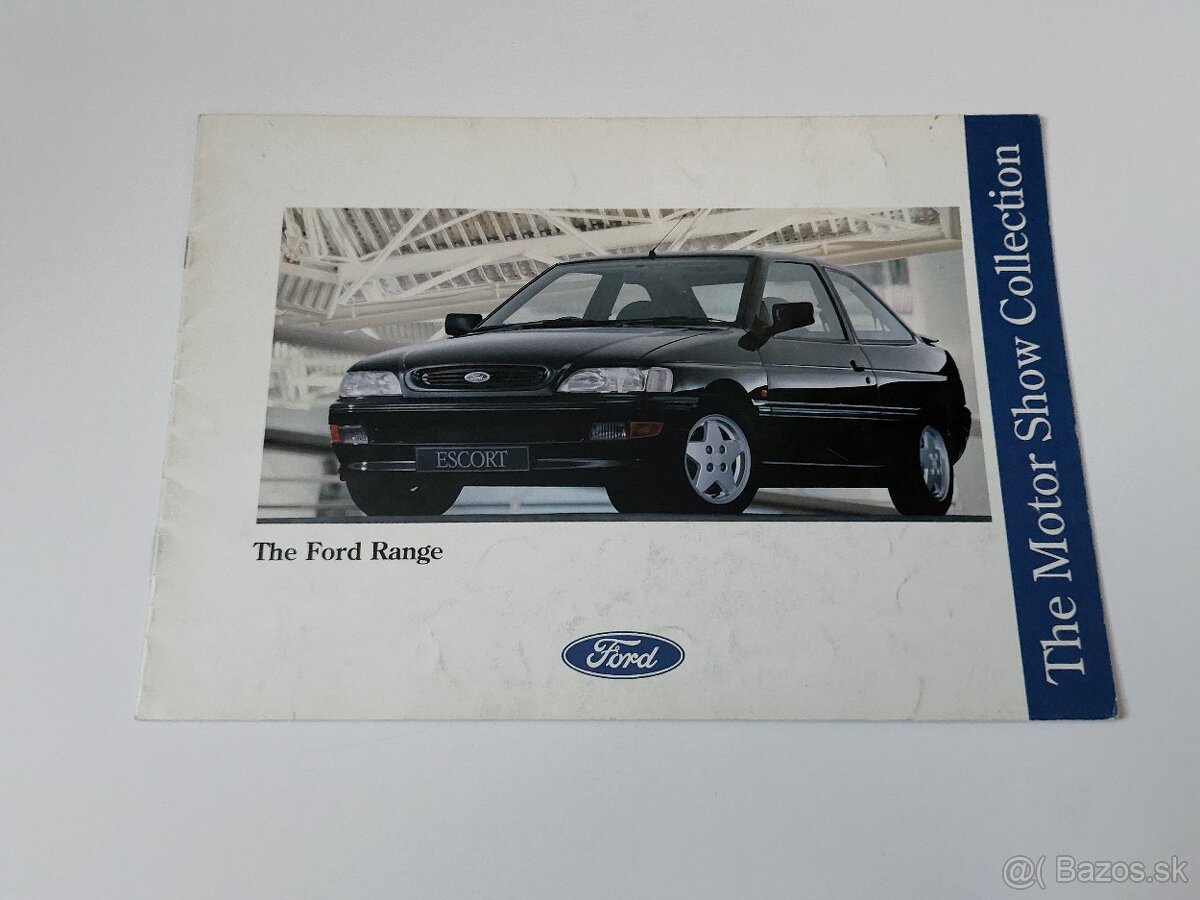 The Motor Show Collection
ESCORT
The Ford Range
Ford
@( Bazos.sk